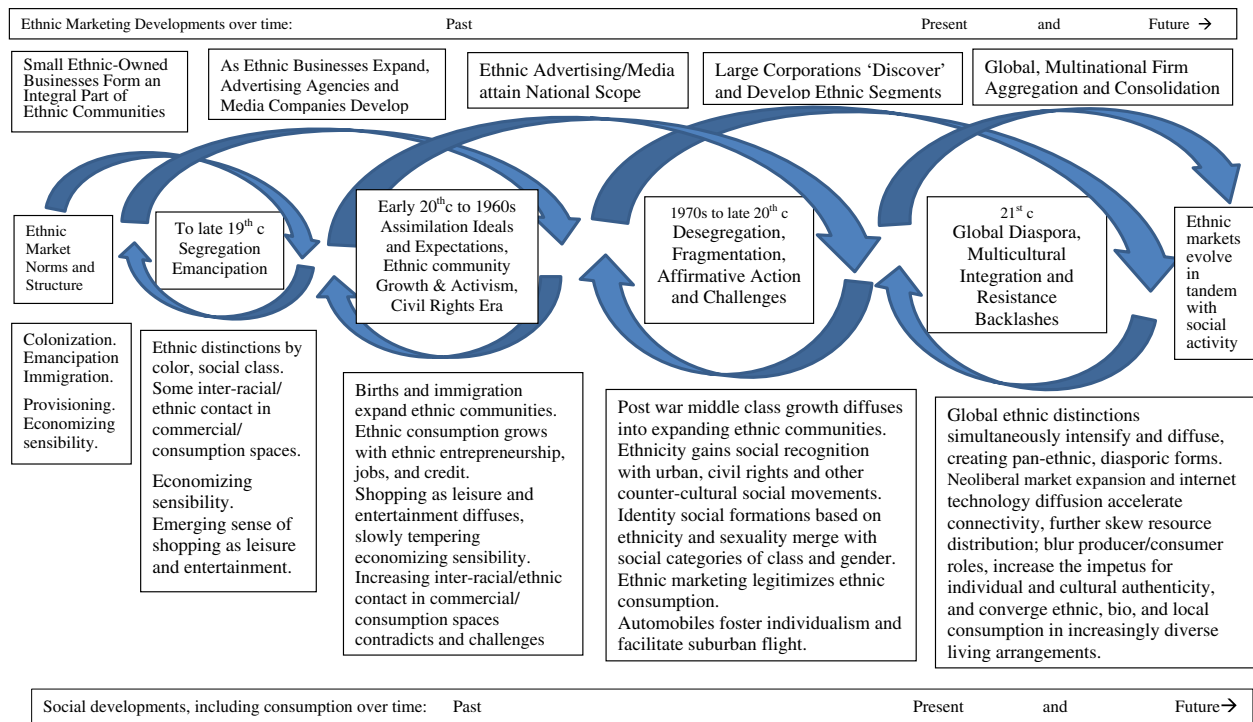 Ethnic Marketing Developments over time: Past Present and Future →
Small Ethnic-Owned
Businesses Form an
Integral Part of
Ethnic Communities
As Ethnic Businesses Expand,
Advertising Agencies and
Media Companies Develop
Ethnic Advertising/Media
attain National Scope
Large Corporations ‘Discover’
and Develop Ethnic Segments
Global, Multinational Firm
Aggregation and Consolidation
Ethnic
Market
Norms and
Structure
To late 19th c
Segregation
Emancipation
Early 20th c to 1960s
Assimilation Ideals
and Expectations,
Ethnic community
Growth & Activism,
Civil Rights Era
1970s to late 20th c
Desegregation,
Fragmentation,
Affirmative Action
and Challenges
21st c
Global Diaspora,
Multicultural
Integration and
Resistance
Backlashes
Ethnic
markets
evolve in
tandem
with
social
activity
Colonization.
Emancipation
Immigration.
Provisioning.
Economizing
sensibility.
Ethnic distinctions by
color, social class.
Some inter-racial/
ethnic contact in
commercial/
consumption spaces.
Economizing
sensibility.
Emerging sense of
shopping as leisure
and entertainment.
Births and immigration
expand ethnic communities.
Ethnic consumption grows
with ethnic entrepreneurship,
jobs, and credit.
Shopping as leisure and
entertainment diffuses,
slowly tempering
economizing sensibility.
Increasing inter-racial/ethnic
contact in commercial/
consumption spaces
contradicts and challenges
Post war middle class growth diffuses
into expanding ethnic communities.
Ethnicity gains social recognition
with urban, civil rights and other
counter-cultural social movements.
Identity social formations based on
ethnicity and sexuality merge with
social categories of class and gender.
Ethnic marketing legitimizes ethnic
consumption.
Automobiles foster individualism and
facilitate suburban flight.
Global ethnic distinctions
simultaneously intensify and diffuse,
creating pan-ethnic, diasporic forms.
Neoliberal market expansion and internet
technology diffusion accelerate
connectivity, further skew resource
distribution; blur producer/consumer
roles, increase the impetus for
individual and cultural authenticity,
and converge ethnic, bio, and local
consumption in increasingly diverse
living arrangements.
Social developments, including consumption over time: Past Present and Future→